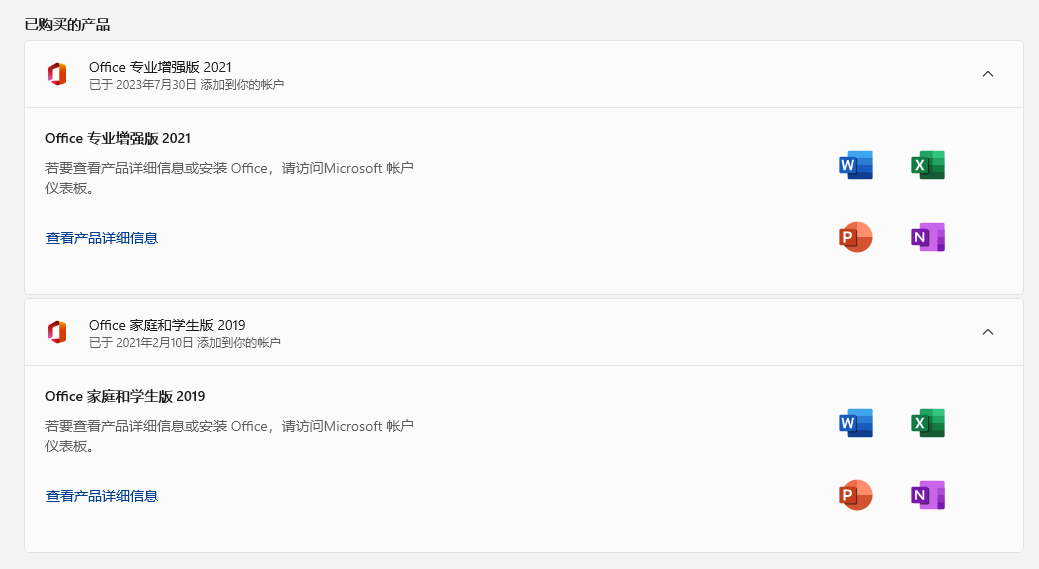 已购买的产品
Office 专业增强版 2021
已于 2023年7月30日 添加到你的帐户
Office 专业增强版 2021
若要查看产品详细信息或安装 Office，请访问Microsoft 帐户
仪表板。
W
X
查看产品详细信息
P
N
Office 家庭和学生版 2019
已于 2021年2月10日 添加到你的帐户
Office 家庭和学生版 2019
若要查看产品详细信息或安装 Office，请访问Microsoft 帐户
仪表板。
W
X
查看产品详细信息
P
N